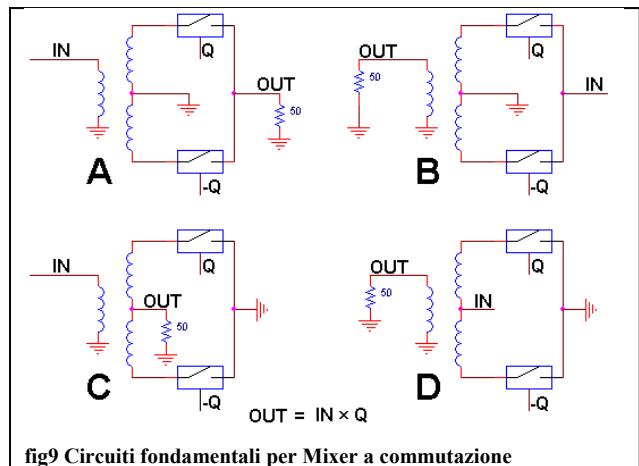 IN
Q
OUT
50
-Q
A
OUT
50
Q
IN
-Q
B
IN
Q
OUT
50
-Q
C
OUT
50
Q
IN
-Q
D
OUT = IN × Q
fig9 Circuiti fondamentali per Mixer a commutazione